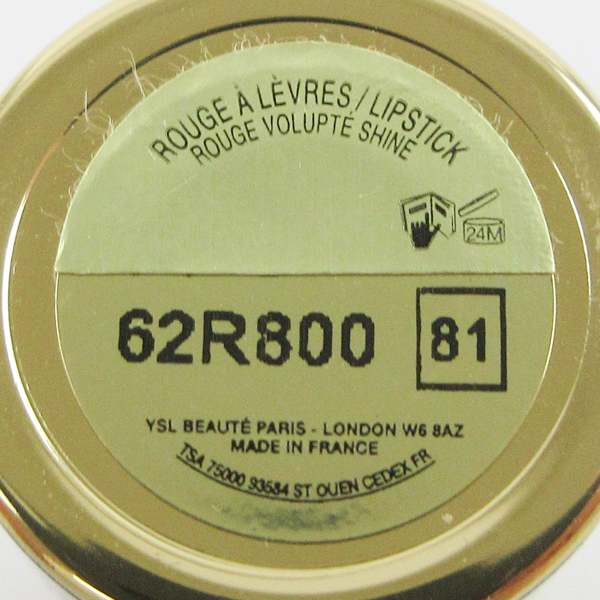 ROUGE À LÈVRES / LIPSTICK
ROUGE VOLUPTÉ SHINE
24M
62R800 81
YSL BEAUTÉ PARIS - LONDON W6 8AZ
MADE IN FRANCE
TSA 75000 93584 ST OUEN CEDEX FR